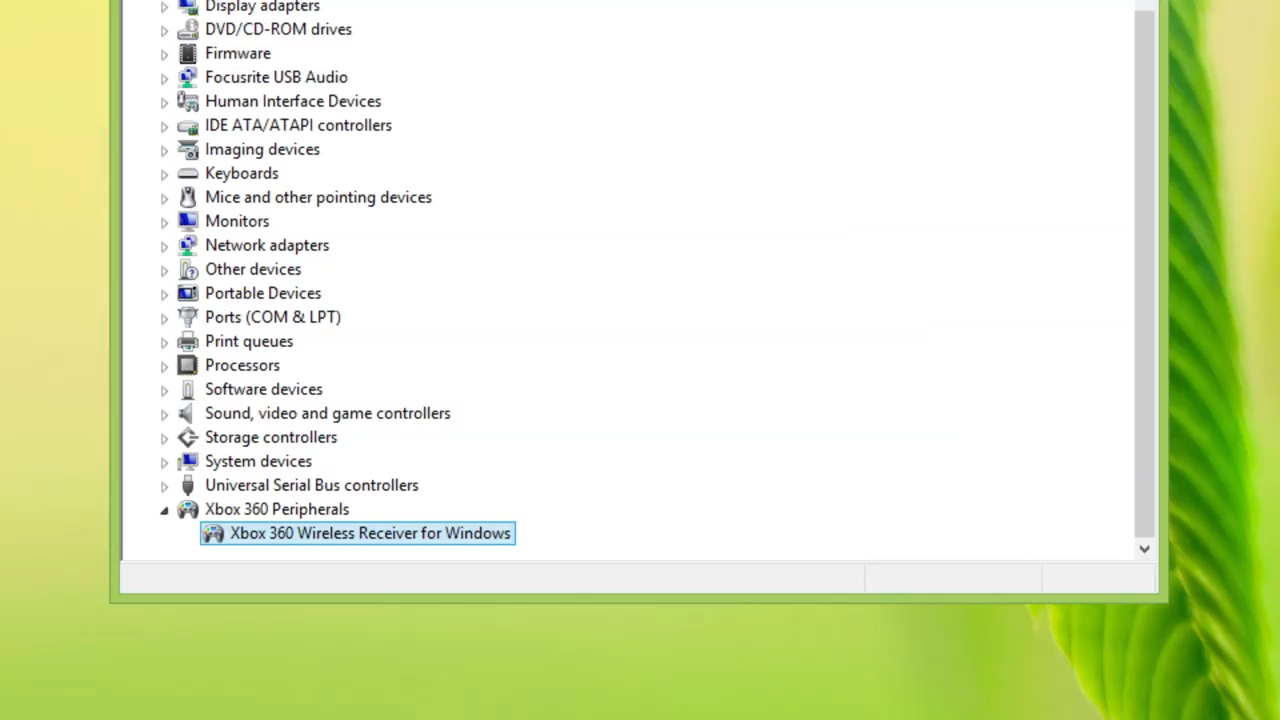 Display adapters
DVD/CD-ROM drives
Firmware
Focusrite USB Audio
Human Interface Devices
IDE ATA/ATAPI controllers
Imaging devices
Keyboards
Mice and other pointing devices
Monitors
Network adapters
Other devices
Portable Devices
Ports (COM & LPT)
Print queues
Processors
Software devices
Sound, video and game controllers
Storage controllers
System devices
Universal Serial Bus controllers
Xbox 360 Peripherals
Xbox 360 Wireless Receiver for Windows